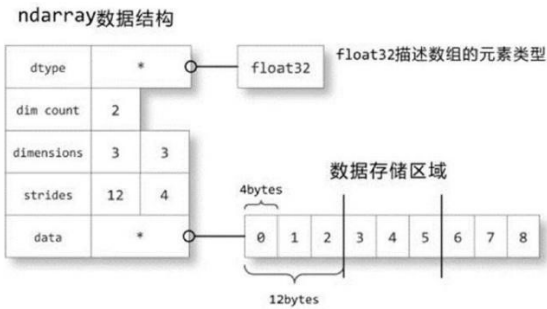 ndarray数据结构
dtype * float32 float32描述数组的元素类型
dim count 2
dimensions 3 3
数据存储区域
strides 12 4
4bytes
data * 0 1 2 3 4 5 6 7 8
12bytes